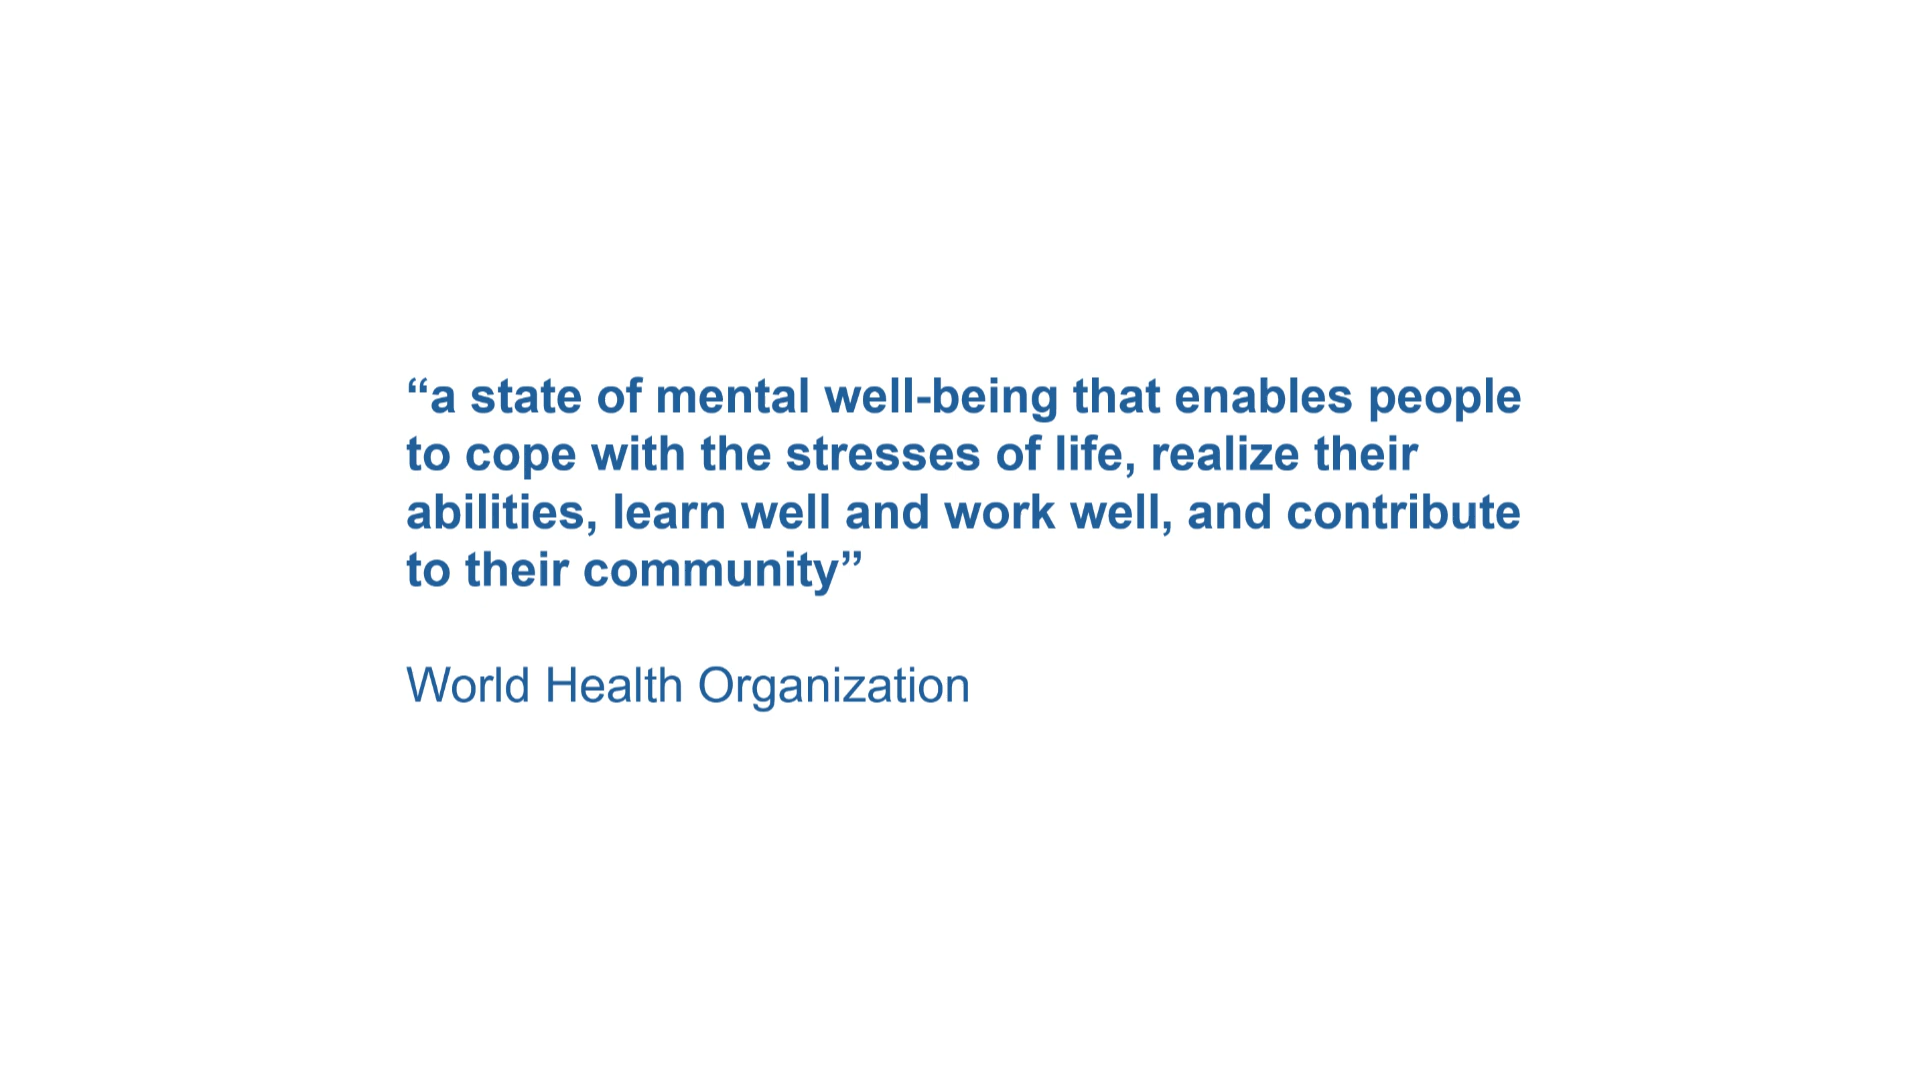 “a state of mental well-being that enables people
to cope with the stresses of life, realize their
abilities, learn well and work well, and contribute
to their community”
World Health Organization